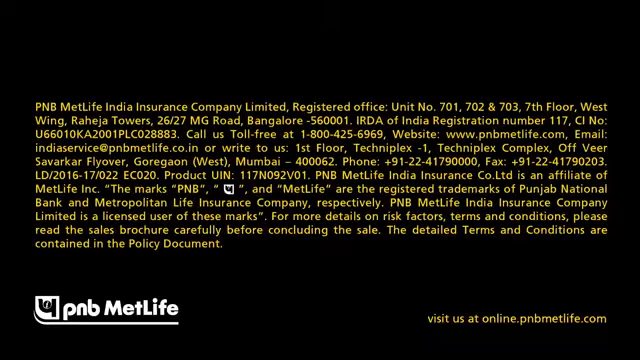 PNB MetLife India Insurance Company Limited, Registered office: Unit No. 701, 702 & 703, 7th Floor, West
Wing, Raheja Towers, 26/27 MG Road, Bangalore -560001. IRDA of India Registration number 117, CI No:
U66010KA2001PLC028883. Call us Toll-free at 1-800-425-6969, Website: www.pnbmetlife.com, Email:
indiaservice@pnbmetlife.co.in or write to us: 1st Floor, Techniplex -1, Techniplex Complex, Off Veer
Savarkar Flyover, Goregaon (West), Mumbai – 400062. Phone: +91-22-41790000, Fax: +91-22-41790203.
LD/2016-17/022 EC020. Product UIN: 117N092V01. PNB MetLife India Insurance Co.Ltd is an affiliate of
MetLife Inc. “The marks “PNB”, “ ”, and “MetLife” are the registered trademarks of Punjab National
Bank and Metropolitan Life Insurance Company, respectively. PNB MetLife India Insurance Company
Limited is a licensed user of these marks”. For more details on risk factors, terms and conditions, please
read the sales brochure carefully before concluding the sale. The detailed Terms and Conditions are
contained in the Policy Document.
pnb MetLife
visit us at online.pnbmetlife.com